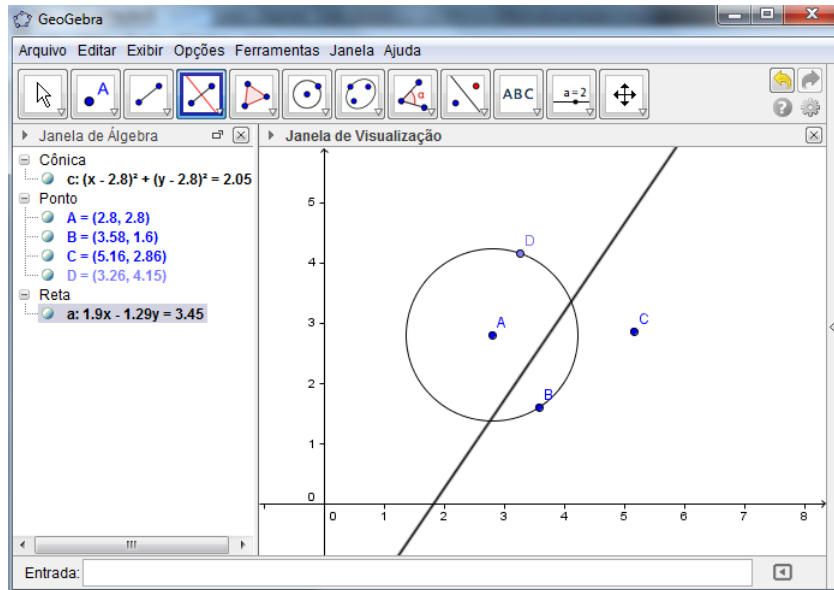 GeoGebra
Arquivo Editar Exibir Opções Ferramentas Janela Ajuda
A
α
ABC
a=2
Janela de Álgebra
Cônica
c: (x - 2.8)² + (y - 2.8)² = 2.05
Ponto
A = (2.8, 2.8)
B = (3.58, 1.6)
C = (5.16, 2.86)
D = (3.26, 4.15)
Reta
a: 1.9x - 1.29y = 3.45
Janela de Visualização
5
4
3
2
1
0
0 1 2 3 4 5 6 7 8
D
A
C
B
Entrada: